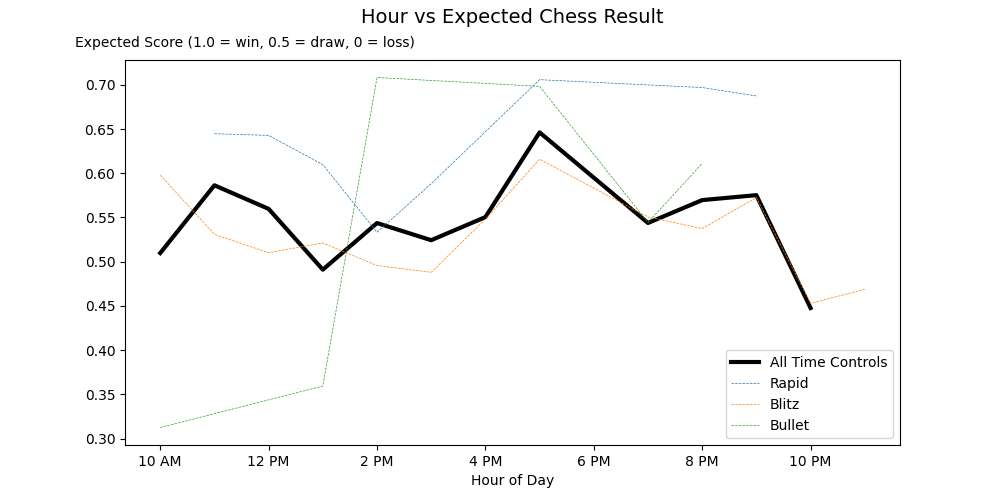 Hour vs Expected Chess Result
Expected Score (1.0 = win, 0.5 = draw, 0 = loss)
0.70
0.65
0.60
0.55
0.50
0.45
0.40
0.35
0.30
All Time Controls
Rapid
Blitz
Bullet
10 AM 12 PM 2 PM 4 PM 6 PM 8 PM 10 PM
Hour of Day